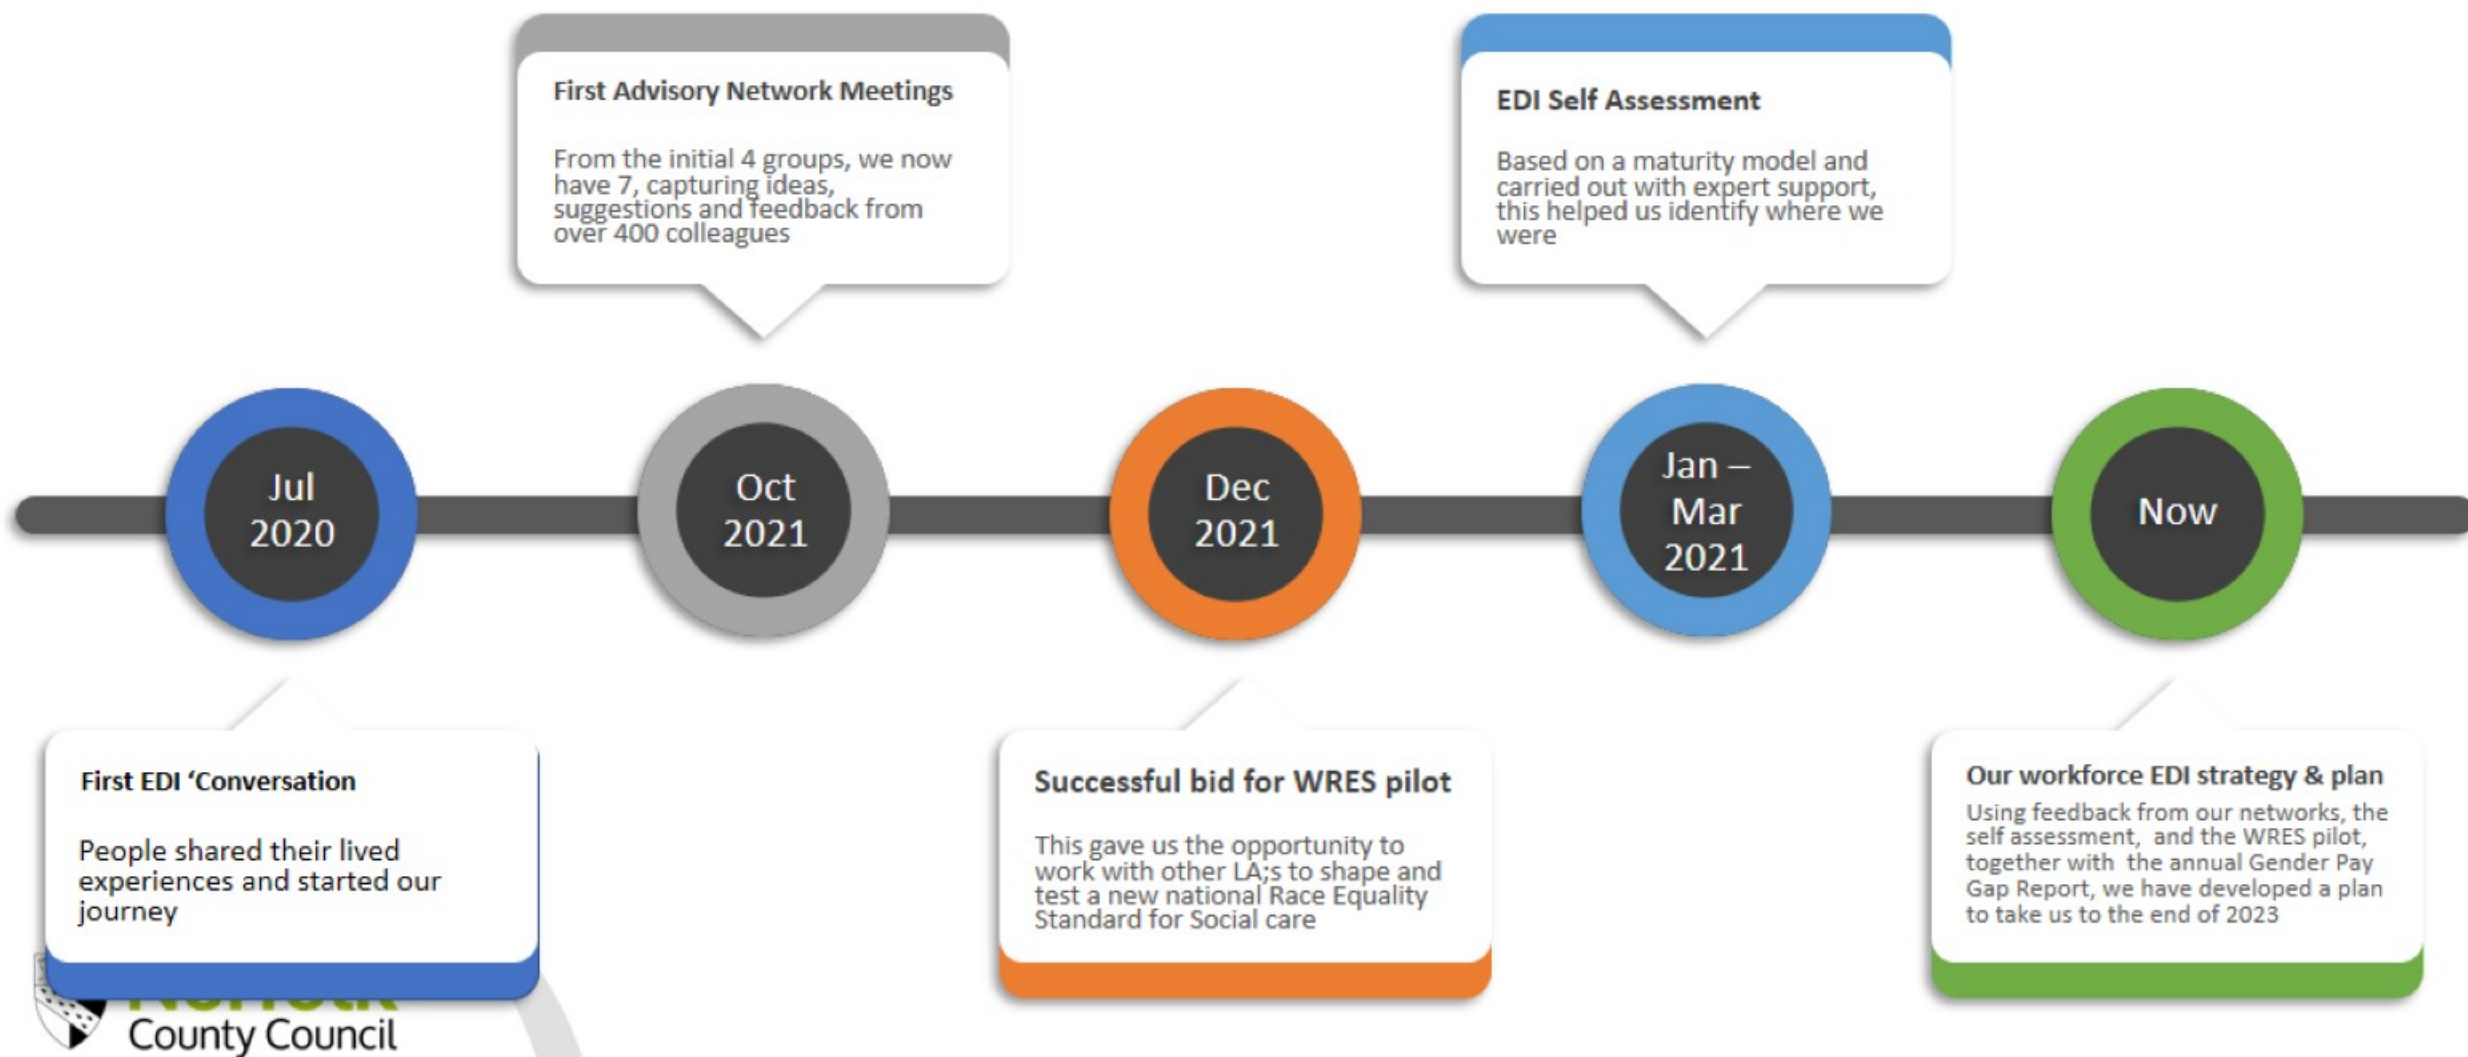 First Advisory Network Meetings
From the initial 4 groups, we now
have 7, capturing ideas,
suggestions and feedback from
over 400 colleagues
EDI Self Assessment
Based on a maturity model and
carried out with expert support,
this helped us identify where we
were
Jul
2020
Oct
2021
Dec
2021
Jan –
Mar
2021
Now
First EDI ‘Conversation
People shared their lived
experiences and started our
journey
Successful bid for WRES pilot
This gave us the opportunity to
work with other LA;s to shape and
test a new national Race Equality
Standard for Social care
Our workforce EDI strategy & plan
Using feedback from our networks, the
self assessment,  and the WRES pilot,
together with  the annual Gender Pay
Gap Report, we have developed a plan
to take us to the end of 2023
Norfolk
County Council